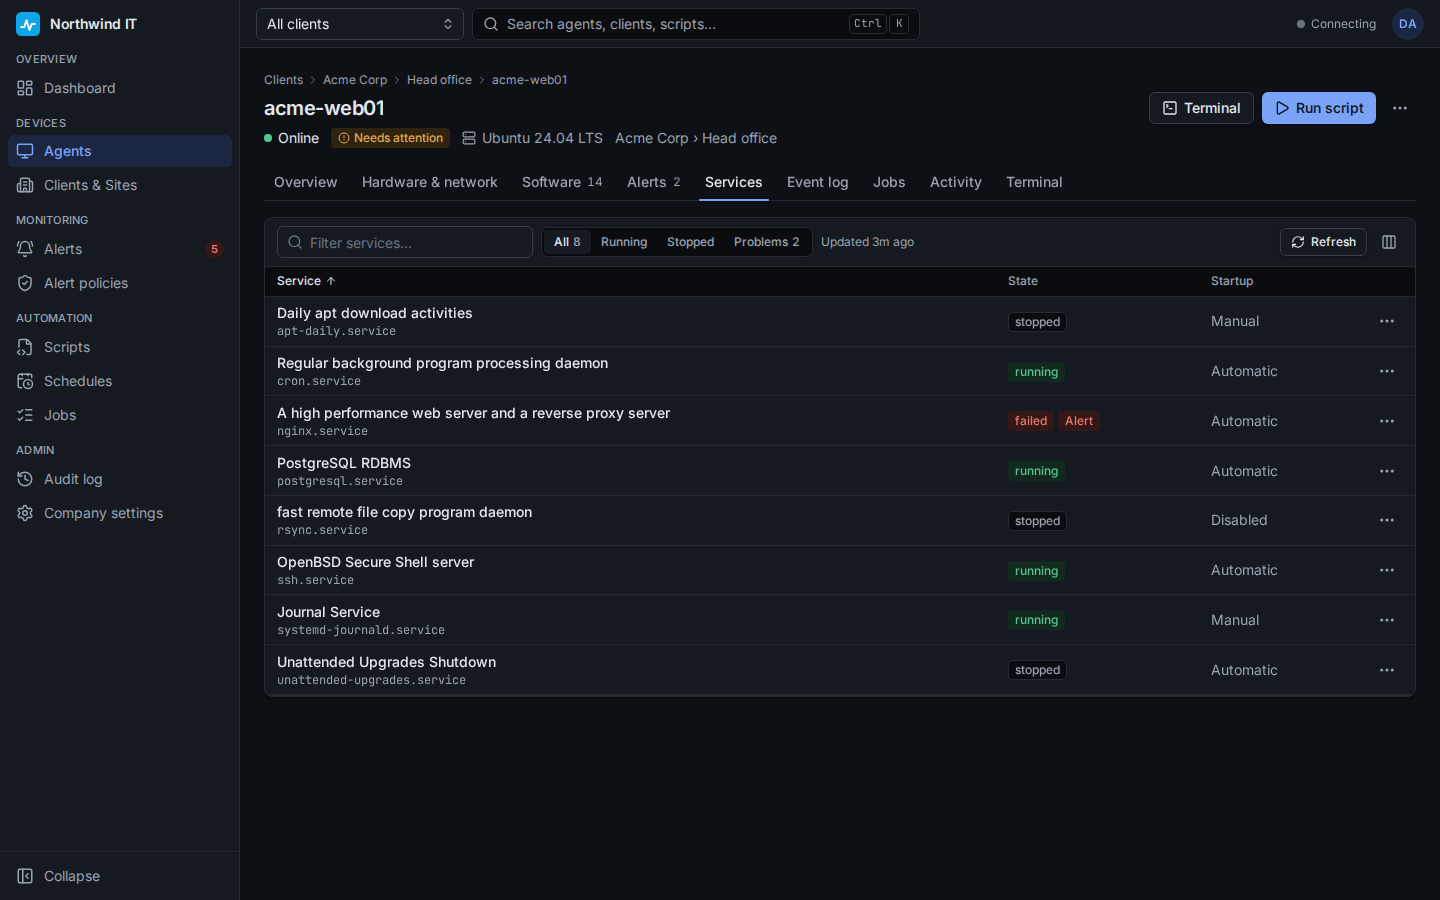 Northwind IT
All clients
Search agents, clients, scripts...
Ctrl K
Connecting
DA
OVERVIEW
Dashboard
DEVICES
Agents
Clients & Sites
MONITORING
Alerts 5
Alert policies
AUTOMATION
Scripts
Schedules
Jobs
ADMIN
Audit log
Company settings
Collapse
Clients > Acme Corp > Head office > acme-web01
acme-web01
Terminal
Run script
Online Needs attention Ubuntu 24.04 LTS Acme Corp › Head office
Overview Hardware & network Software 14 Alerts 2 Services Event log Jobs Activity Terminal
Filter services... All 8 Running Stopped Problems 2 Updated 3m ago Refresh
Service ↑ State Startup
Daily apt download activities
apt-daily.service
stopped Manual
Regular background program processing daemon
cron.service
running Automatic
A high performance web server and a reverse proxy server
nginx.service
failed Alert Automatic
PostgreSQL RDBMS
postgresql.service
running Automatic
fast remote file copy program daemon
rsync.service
stopped Disabled
OpenBSD Secure Shell server
ssh.service
running Automatic
Journal Service
systemd-journald.service
running Manual
Unattended Upgrades Shutdown
unattended-upgrades.service
stopped Automatic